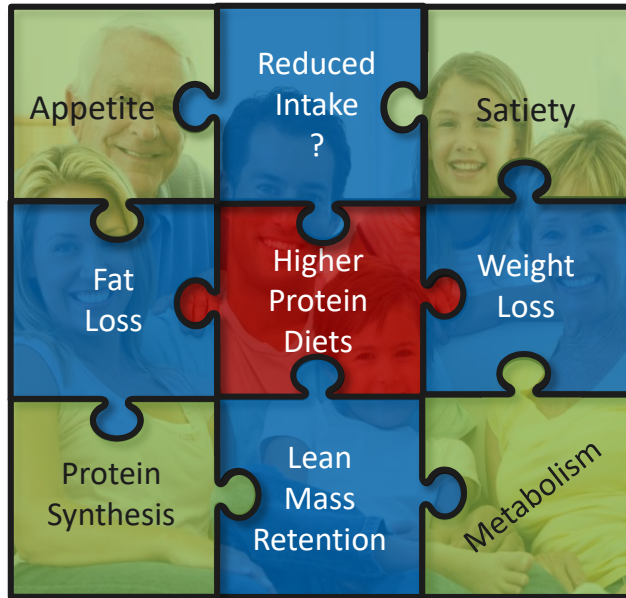 Appetite
Reduced
Intake
?
Satiety
Fat
Loss
Higher
Protein
Diets
Weight
Loss
Protein
Synthesis
Lean
Mass
Retention
Metabolism